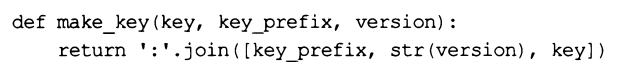 def make_key(key, key_prefix, version):
    return ':'.join([key_prefix, str(version), key])